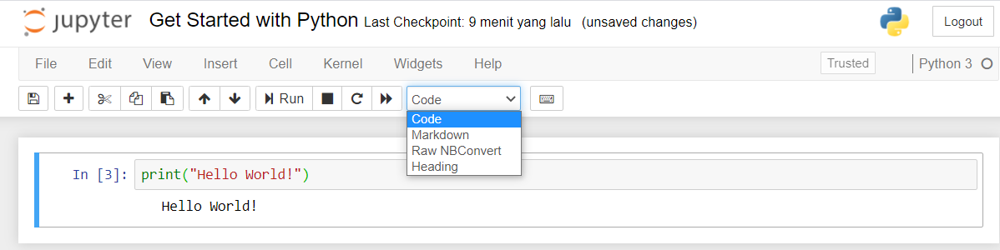 jupyter Get Started with Python Last Checkpoint: 9 menit yang lalu (unsaved changes) Logout
File Edit View Insert Cell Kernel Widgets Help Trusted Python 3
Run Code
Code
Markdown
Raw NBConvert
Heading
In [3]: print("Hello World!")
Hello World!